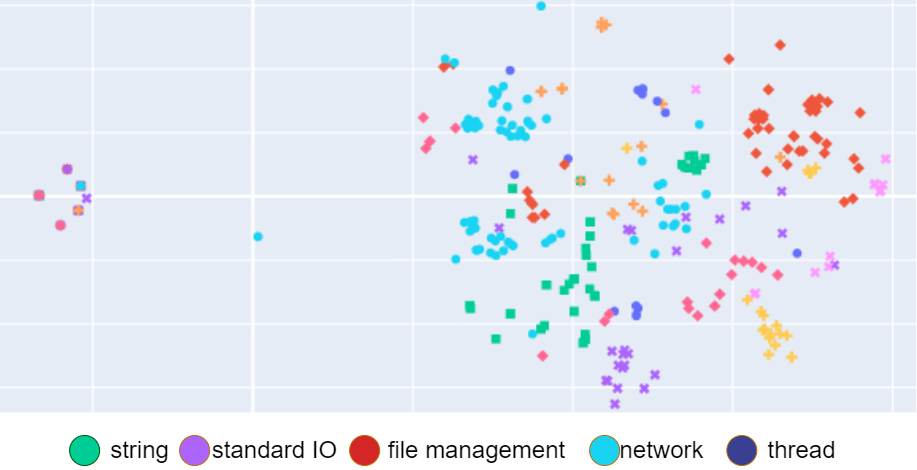 string standard IO file management network thread